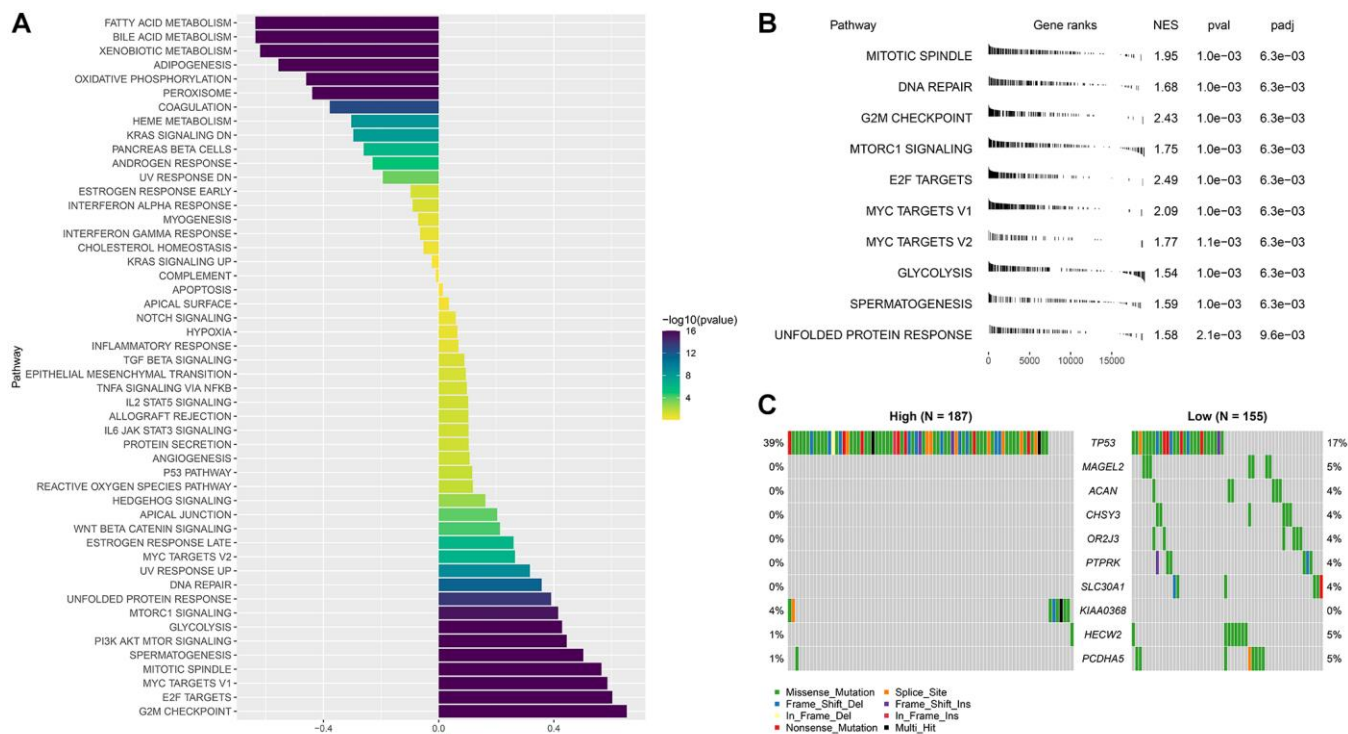 A
Pathway
FATTY ACID METABOLISM
BILE ACID METABOLISM
XENOBIOTIC METABOLISM
ADIPOGENESIS
OXIDATIVE PHOSPHORYLATION
PEROXISOME
COAGULATION
HEME METABOLISM
KRAS SIGNALING DN
PANCREAS BETA CELLS
ANDROGEN RESPONSE
UV RESPONSE DN
ESTROGEN RESPONSE EARLY
INTERFERON ALPHA RESPONSE
MYOGENESIS
INTERFERON GAMMA RESPONSE
CHOLESTEROL HOMEOSTASIS
KRAS SIGNALING UP
COMPLEMENT
APOPTOSIS
APICAL SURFACE
NOTCH SIGNALING
HYPOXIA
INFLAMMATORY RESPONSE
TGF BETA SIGNALING
EPITHELIAL MESENCHYMAL TRANSITION
TNFA SIGNALING VIA NFKB
IL2 STAT5 SIGNALING
ALLOGRAFT REJECTION
IL6 JAK STAT3 SIGNALING
PROTEIN SECRETION
ANGIOGENESIS
P53 PATHWAY
REACTIVE OXYGEN SPECIES PATHWAY
HEDGEHOG SIGNALING
APICAL JUNCTION
WNT BETA CATENIN SIGNALING
ESTROGEN RESPONSE LATE
MYC TARGETS V2
UV RESPONSE UP
DNA REPAIR
UNFOLDED PROTEIN RESPONSE
MTORC1 SIGNALING
GLYCOLYSIS
PI3K AKT MTOR SIGNALING
SPERMATOGENESIS
MITOTIC SPINDLE
MYC TARGETS V1
E2F TARGETS
G2M CHECKPOINT
−0.4 0.0 0.4
−log10(pvalue)
16
12
8
4
B
Pathway Gene ranks NES pval padj
MITOTIC SPINDLE 1.95 1.0e−03 6.3e−03
DNA REPAIR 1.68 1.0e−03 6.3e−03
G2M CHECKPOINT 2.43 1.0e−03 6.3e−03
MTORC1 SIGNALING 1.75 1.0e−03 6.3e−03
E2F TARGETS 2.49 1.0e−03 6.3e−03
MYC TARGETS V1 2.09 1.0e−03 6.3e−03
MYC TARGETS V2 1.77 1.1e−03 6.3e−03
GLYCOLYSIS 1.54 1.0e−03 6.3e−03
SPERMATOGENESIS 1.59 1.0e−03 6.3e−03
UNFOLDED PROTEIN RESPONSE 1.58 2.1e−03 9.6e−03
0 5000 10000 15000
C
High (N = 187) Low (N = 155)
39% TP53 17%
0% MAGEL2 5%
0% ACAN 4%
0% CHSY3 4%
0% OR2J3 4%
0% PTPRK 4%
0% SLC30A1 4%
4% KIAA0368 0%
1% HECW2 5%
1% PCDHA5 5%
Missense_Mutation Splice_Site
Frame_Shift_Del Frame_Shift_Ins
In_Frame_Del In_Frame_Ins
Nonsense_Mutation Multi_Hit